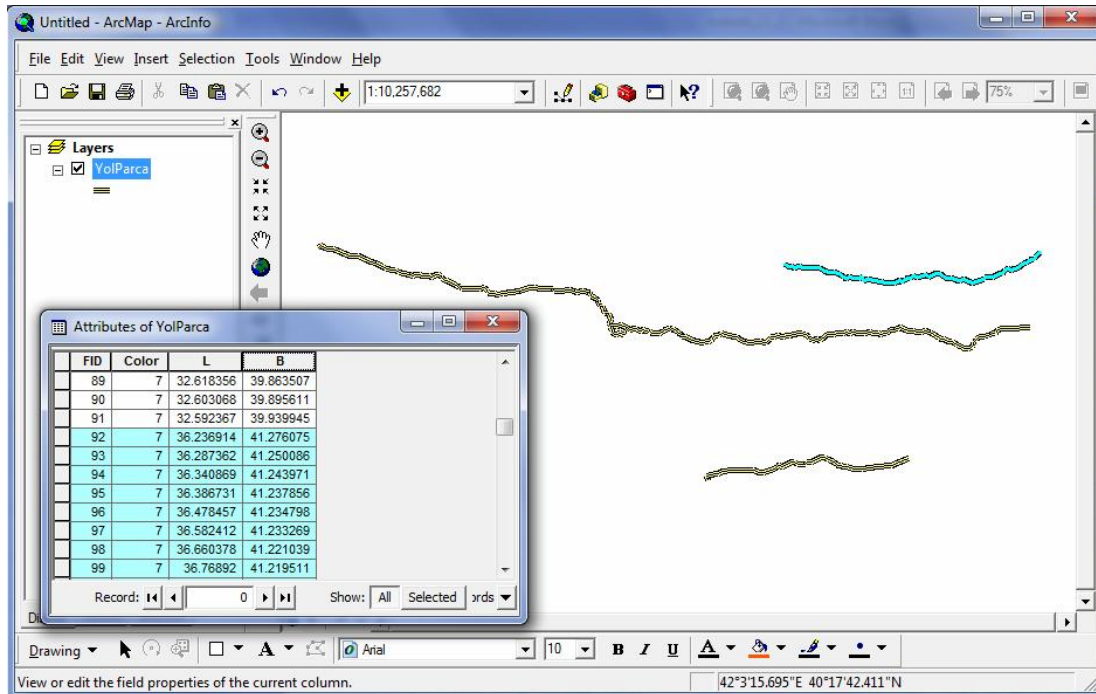 Untitled - ArcMap - ArcInfo
File Edit View Insert Selection Tools Window Help
1:10,257,682
75%
Layers
YolParca
Attributes of YolParca
FID Color L B
89 7 32.618356 39.863507
90 7 32.603068 39.895611
91 7 32.592367 39.939945
92 7 36.236914 41.276075
93 7 36.287362 41.250086
94 7 36.340869 41.243971
95 7 36.386731 41.237856
96 7 36.478457 41.234798
97 7 36.582412 41.233269
98 7 36.660378 41.221039
99 7 36.76892 41.219511
Record: 0 Show: All Selected ords
Drawing A Arial 10 B I U A
View or edit the field properties of the current column. 42°3'15.695"E 40°17'42.411"N